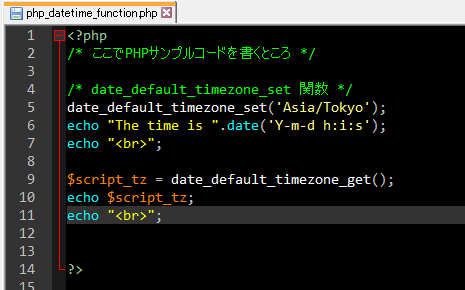 php_datetime_function.php
1 <?php
2 /* ここでPHPサンプルコードを書くところ */
3
4 /* date_default_timezone_set 関数 */
5 date_default_timezone_set('Asia/Tokyo');
6 echo "The time is ".date('Y-m-d h:i:s');
7 echo "<br>";
8
9 $script_tz = date_default_timezone_get();
10 echo $script_tz;
11 echo "<br>";
12
13
14 ?>
15